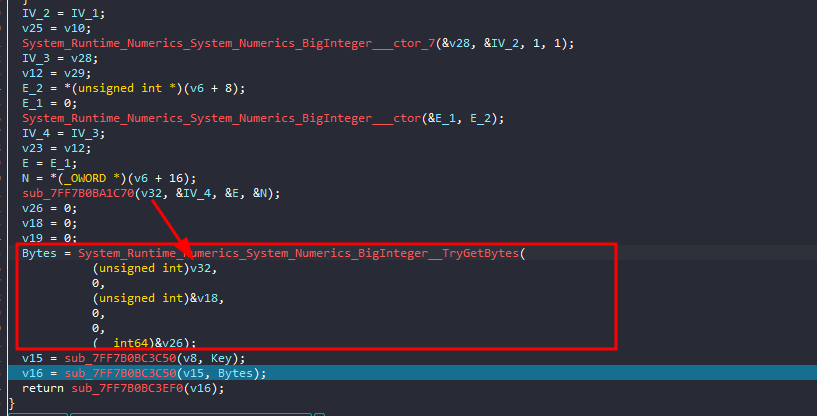 }
IV_2 = IV_1;
v25 = v10;
System_Runtime_Numerics_System_Numerics_BigInteger___ctor_7(&v28, &IV_2, 1, 1);
IV_3 = v28;
v12 = v29;
E_2 = *(unsigned int *)(v6 + 8);
E_1 = 0;
System_Runtime_Numerics_System_Numerics_BigInteger___ctor(&E_1, E_2);
IV_4 = IV_3;
v23 = v12;
E = E_1;
N = *(_OWORD *)(v6 + 16);
sub_7FF7B0BA1C70(v32, &IV_4, &E, &N);
v26 = 0;
v18 = 0;
v19 = 0;
Bytes = System_Runtime_Numerics_System_Numerics_BigInteger__TryGetBytes(
(unsigned int)v32,
0,
(unsigned int)&v18,
0,
0,
(__int64)&v26);
v15 = sub_7FF7B0BC3C50(v8, Key);
v16 = sub_7FF7B0BC3C50(v15, Bytes);
return sub_7FF7B0BC3EF0(v16);
}